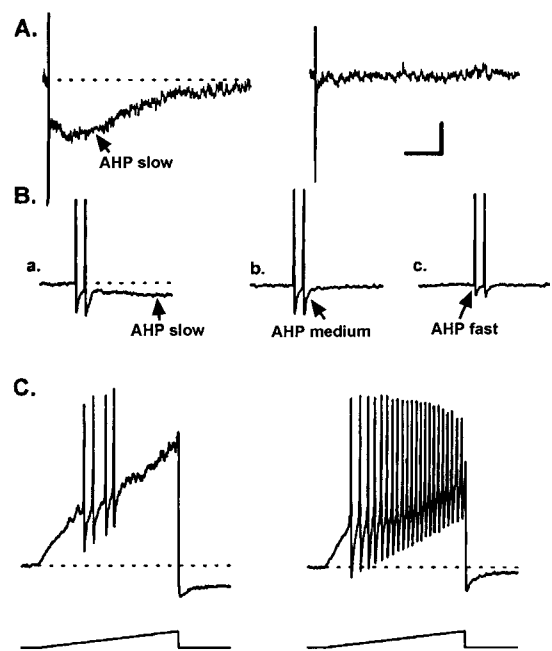 A.
AHP slow
B.
a.
b.
c.
AHP slow
AHP medium
AHP fast
C.